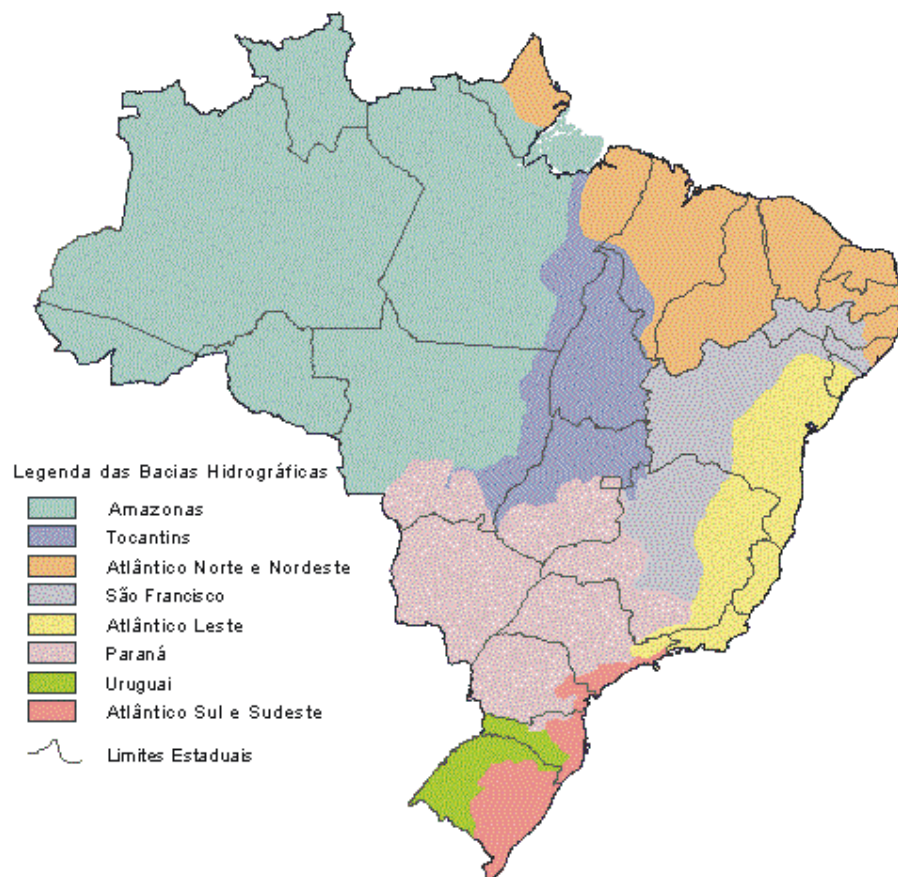 Legenda das Bacias Hidrográficas
Amazonas
Tocantins
Atlântico Norte e Nordeste
São Francisco
Atlântico Leste
Paraná
Uruguai
Atlântico Sul e Sudeste
Limites Estaduais